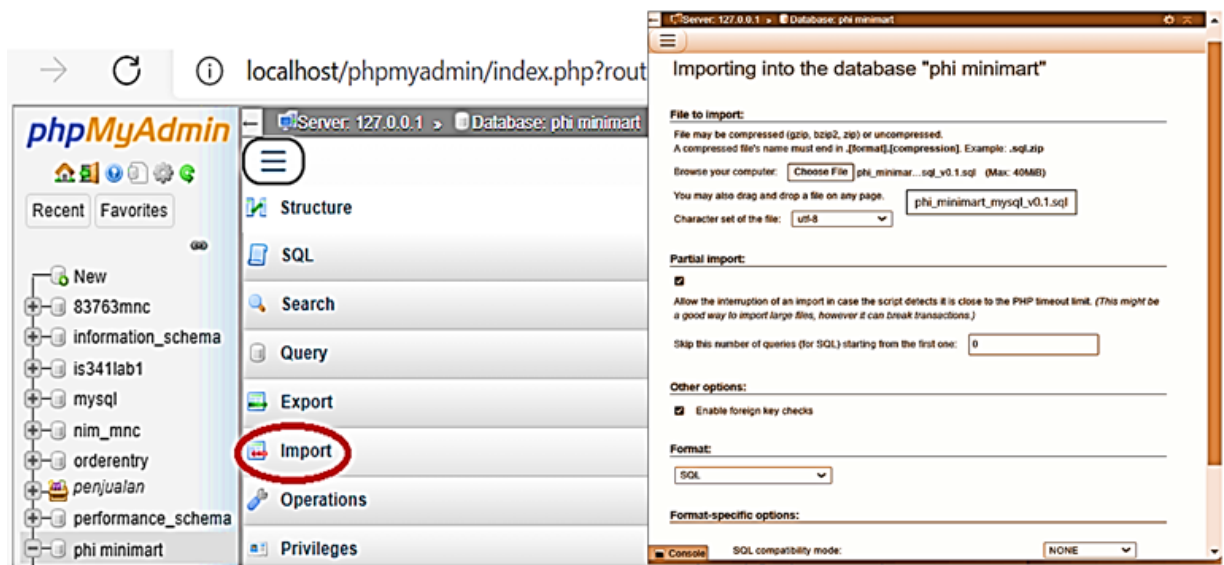 localhost/phpmyadmin/index.php?rout
phpMyAdmin
Recent Favorites
New
83763mnc
information_schema
is341lab1
mysql
nim_mnc
orderentry
penjualan
performance_schema
phi minimart
Server: 127.0.0.1 » Database: phi minimart
Structure
SQL
Search
Query
Export
Import
Operations
Privileges
Server: 127.0.0.1 » Database: phi minimart
Importing into the database "phi minimart"
File to import:
File may be compressed (gzip, bzip2, zip) or uncompressed.
A compressed file's name must end in .[format].[compression]. Example: .sql.zip
Browse your computer: Choose File phi_minimar...sql_v0.1.sql (Max: 40MiB)
You may also drag and drop a file on any page.
phi_minimart_mysql_v0.1.sql
Character set of the file: utf-8
Partial import:
Allow the interruption of an import in case the script detects it is close to the PHP timeout limit. (This might be
a good way to import large files, however it can break transactions.)
Skip this number of queries (for SQL) starting from the first one: 0
Other options:
Enable foreign key checks
Format:
SQL
Format-specific options:
Console SQL compatibility mode: NONE